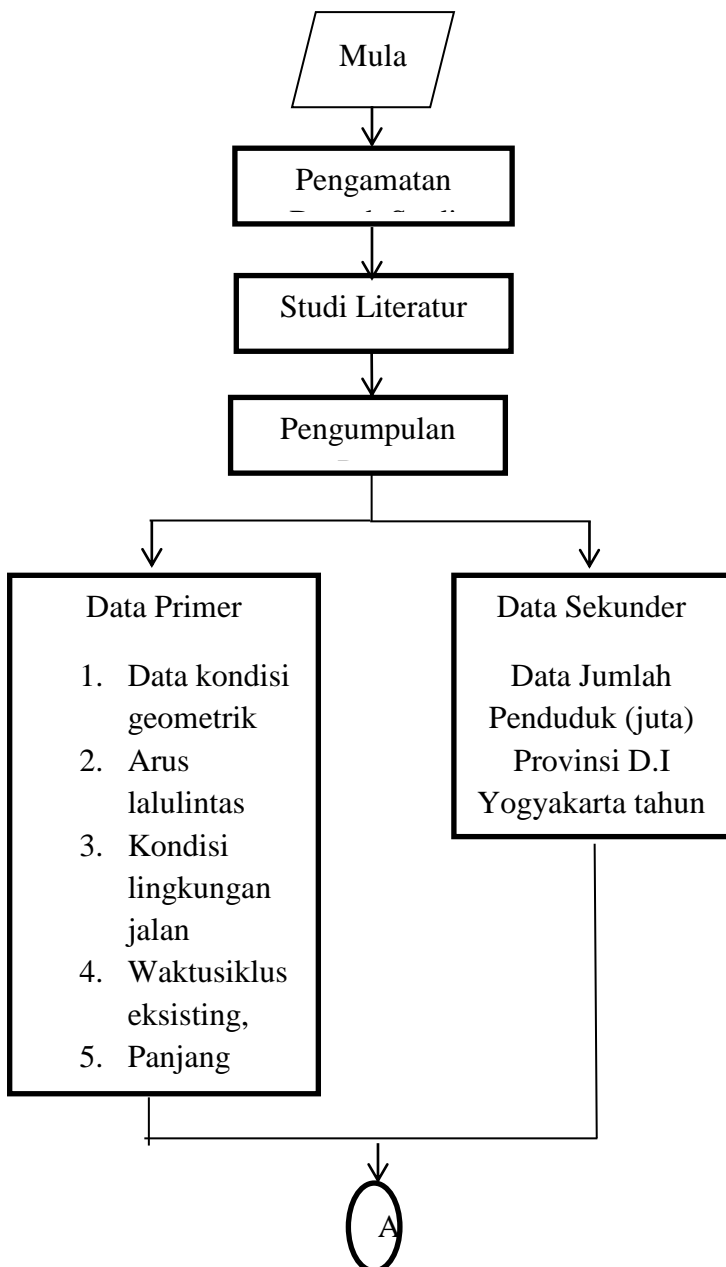 Mula
Pengamatan
Studi Literatur
Pengumpulan
Data Primer
1. Data kondisi
geometrik
2. Arus
lalulintas
3. Kondisi
lingkungan
jalan
4. Waktusiklus
eksisting,
5. Panjang
Data Sekunder
Data Jumlah
Penduduk (juta)
Provinsi D.I
Yogyakarta tahun
A